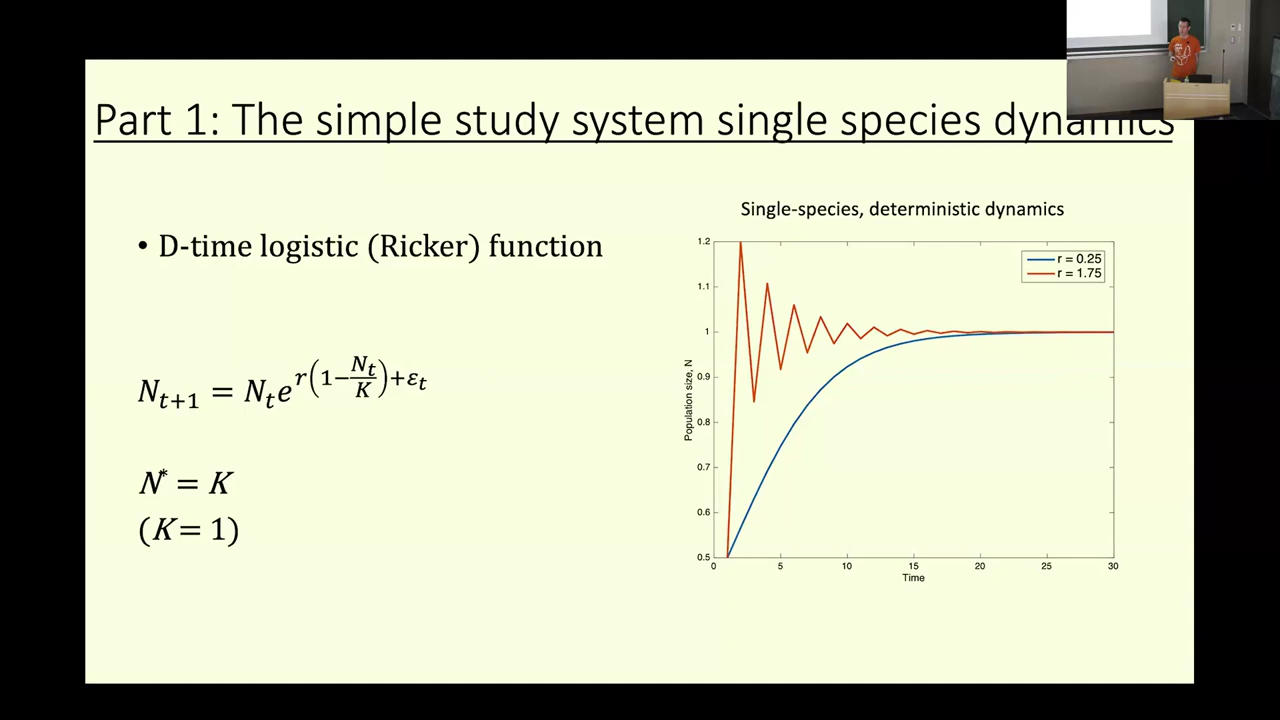 Part 1: The simple study system single species dynamics
• D-time logistic (Ricker) function
N_{t+1} = N_t e^{r(1-\frac{N_t}{K})+ε_t}
N* = K
(K = 1)
Single-species, deterministic dynamics
r = 0.25
r = 1.75
Population size, N
1.2
1.1
1
0.9
0.8
0.7
0.6
0.5
0 5 10 15 20 25 30
Time